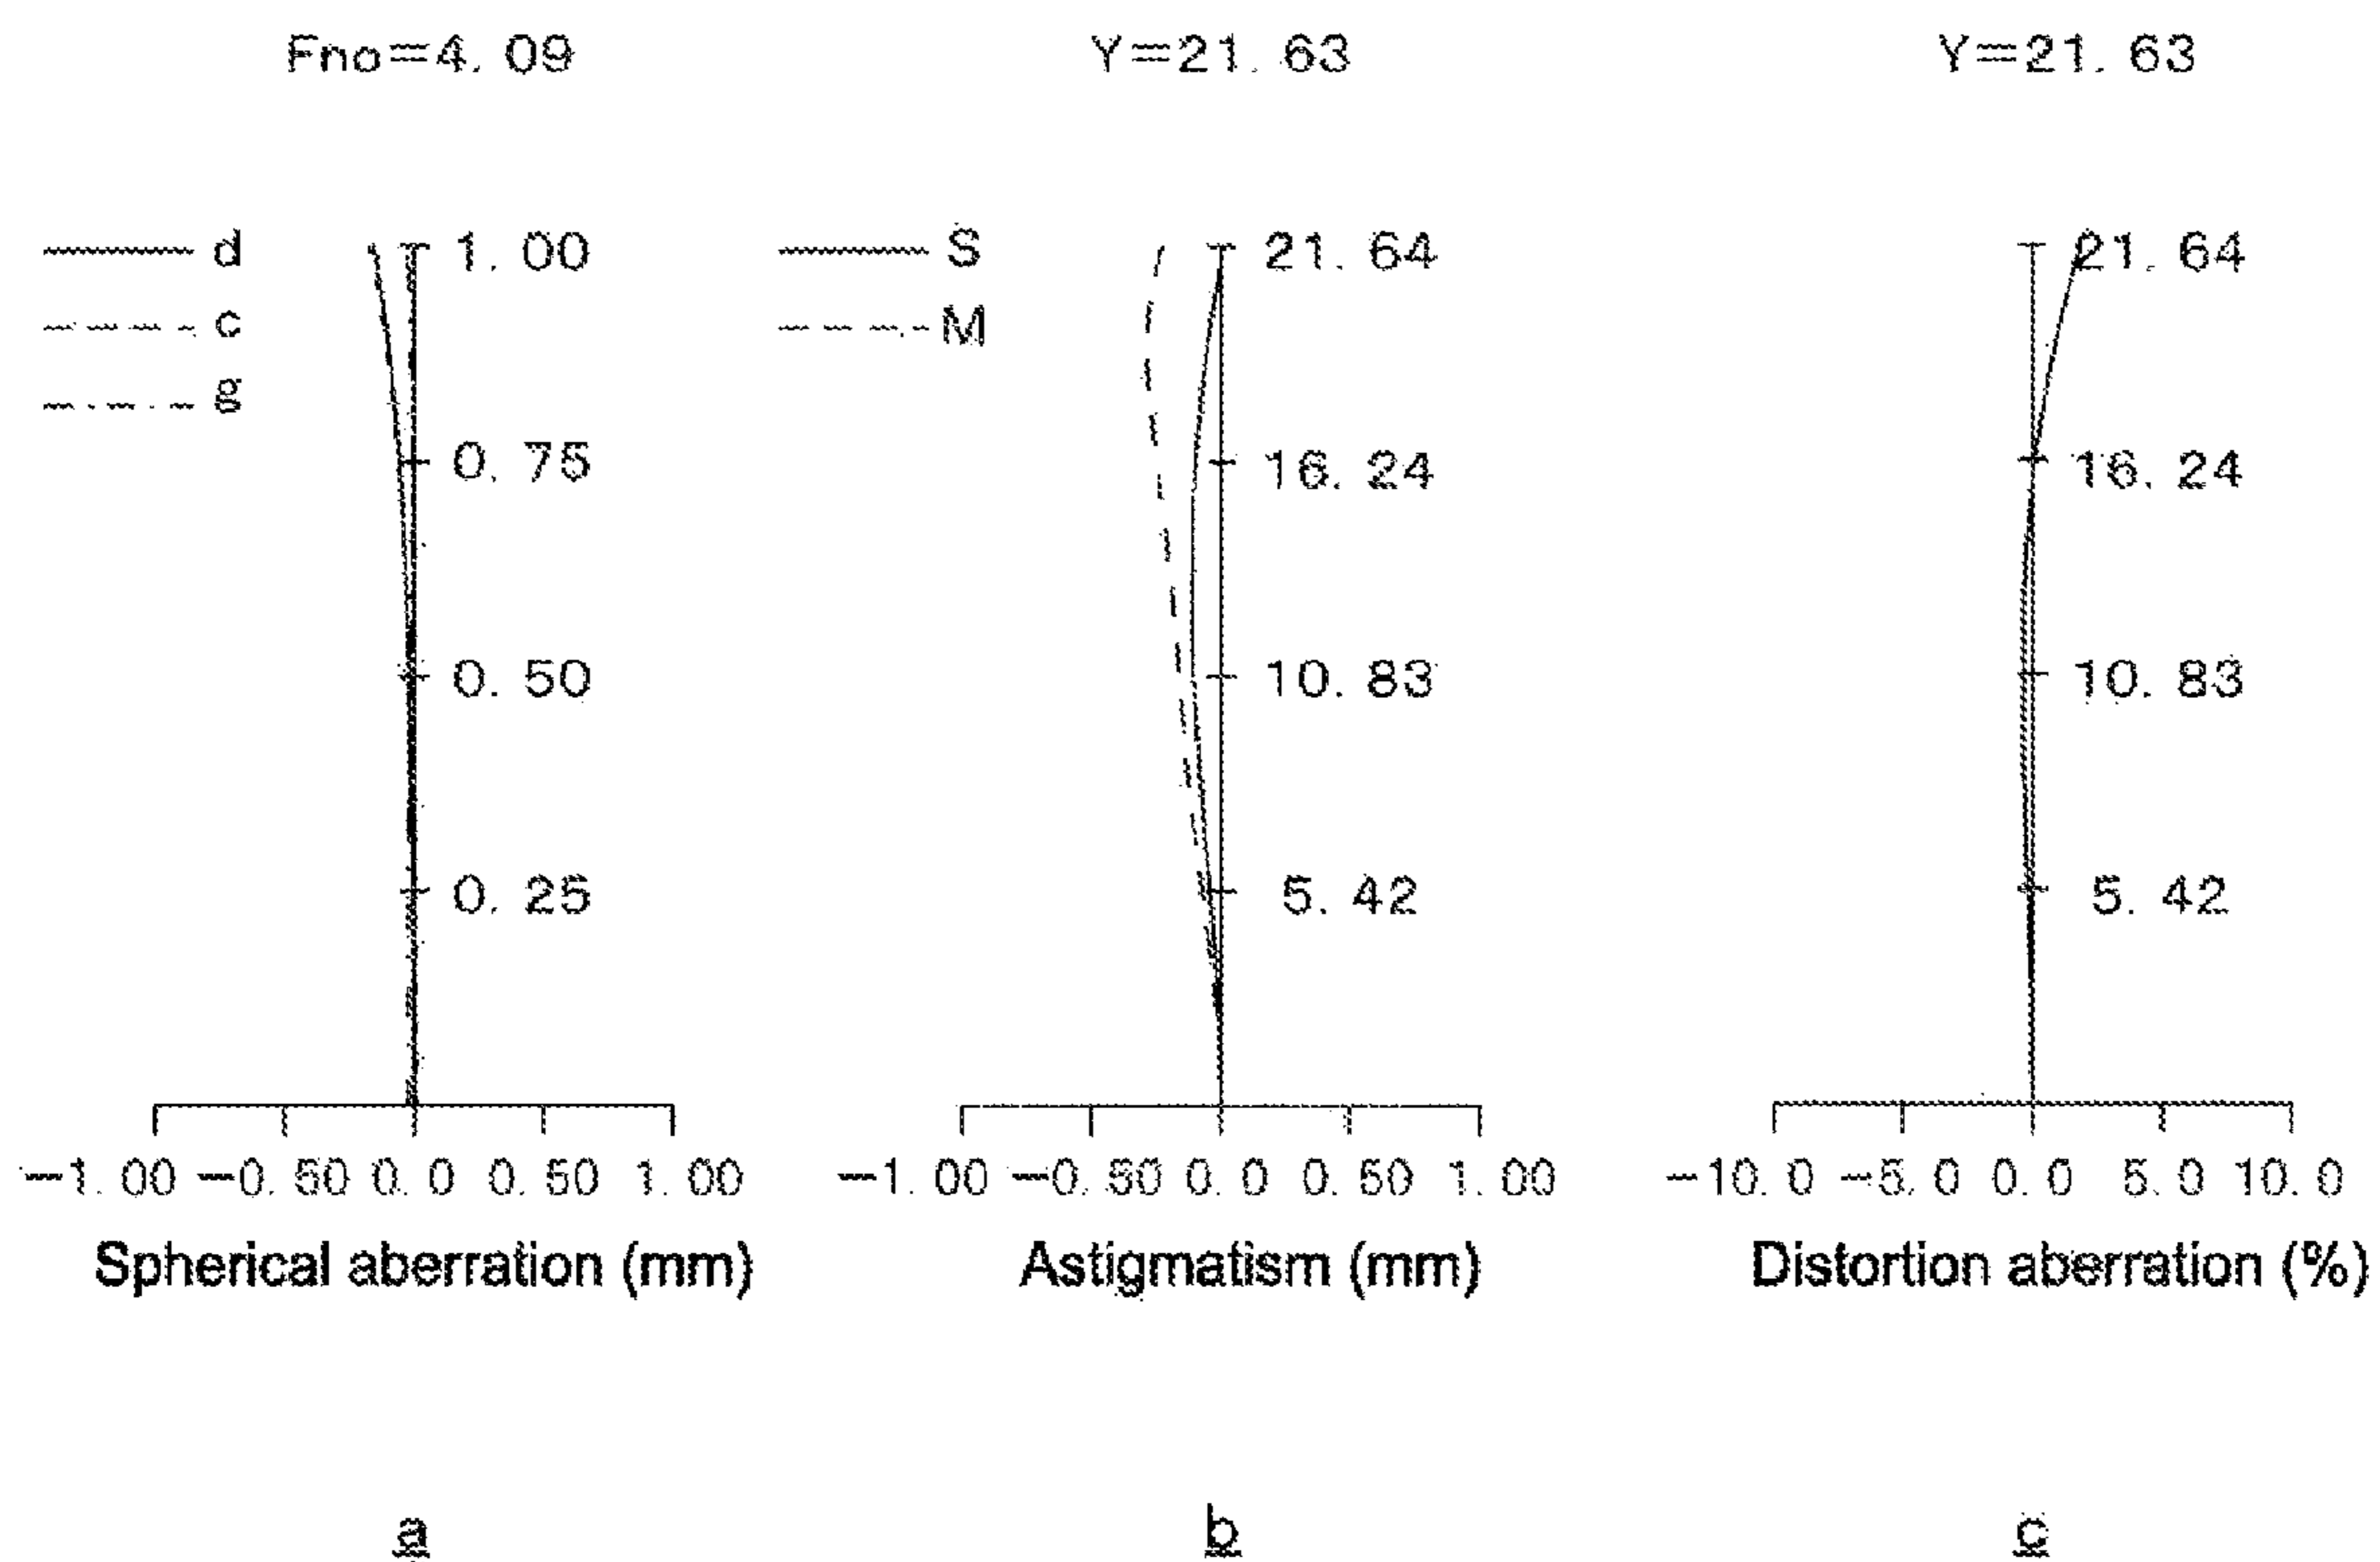 Fno=4.09 Y=21.63 Y=21.63
d 1.00 S 21.64 21.64
c M
g
0.75 16.24 16.24
0.50 10.83 10.83
0.25 5.42 5.42
-1.00 -0.50 0.0 0.50 1.00 -1.00 -0.50 0.0 0.50 1.00 -10.0 -5.0 0.0 5.0 10.0
Spherical aberration (mm) Astigmatism (mm) Distortion aberration (%)
a b c